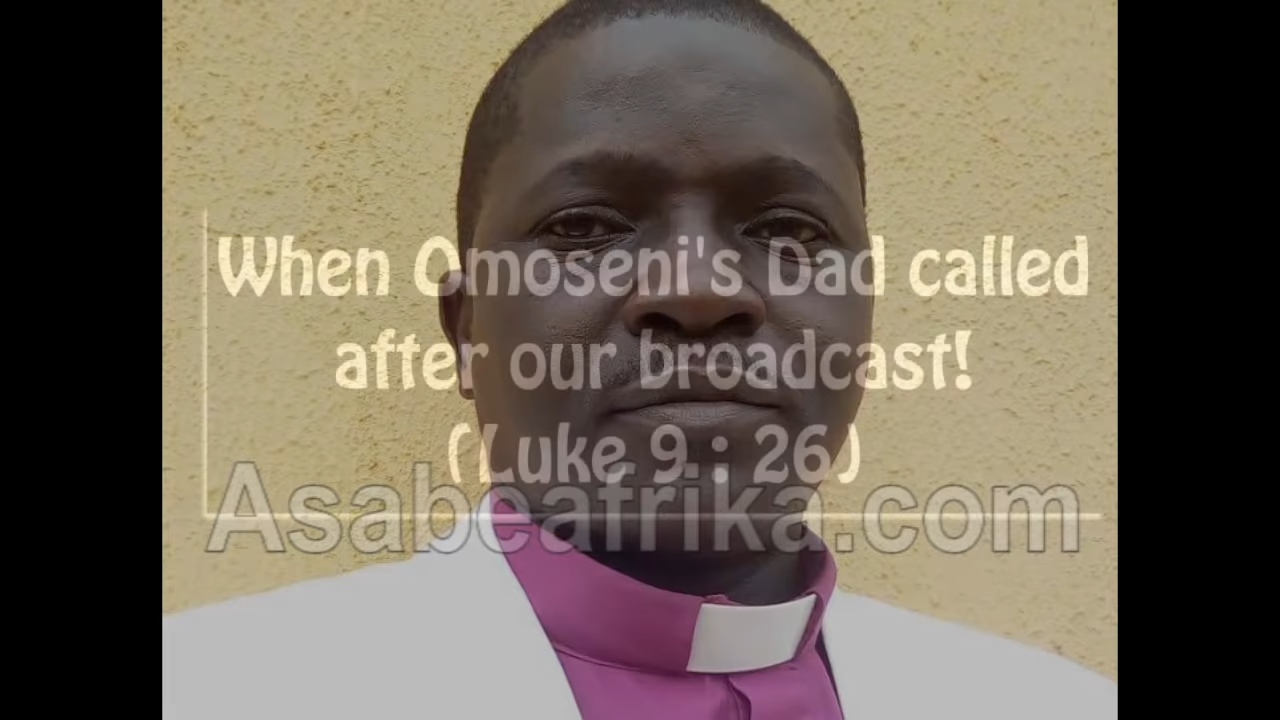 When Omoseni's Dad called
after our broadcast!
(Luke 9 : 26)
Asabeafrika.com